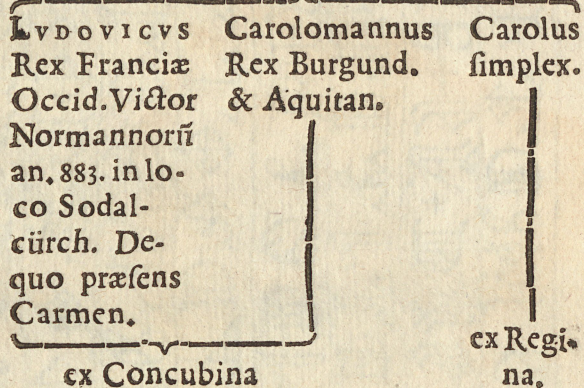 LVDOVICVS
Rex Franciæ
Occid. Victor
Normannorū̃
an. 883. in lo-
co Sodal-
cürch. De-
quo præſens
Carmen.
Carolomannus
Rex Burgund.
& Aquitan.
ex Concubina
Carolus
ſimplex.
ex Regi-
na.